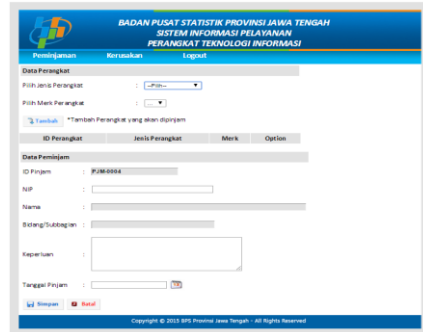 BADAN PUSAT STATISTIK PROVINSI JAWA TENGAH
SISTEM INFORMASI PELAYANAN
PERANGKAT TEKNOLOGI INFORMASI
Peminjaman Kerusakan Logout
Data Perangkat
Pilih Jenis Perangkat : --Pilih--
Pilih Merk Perangkat : ...
Tambah *Tambah Perangkat yang akan dipinjam
ID Perangkat Jenis Perangkat Merk Option
Data Peminjam
ID Pinjam : PJM-0004
NIP :
Nama :
Bidang/Subbagian :
Keperluan :
Tanggal Pinjam :
Simpan Batal
Copyright © 2015 BPS Provinsi Jawa Tengah - All Rights Reserved